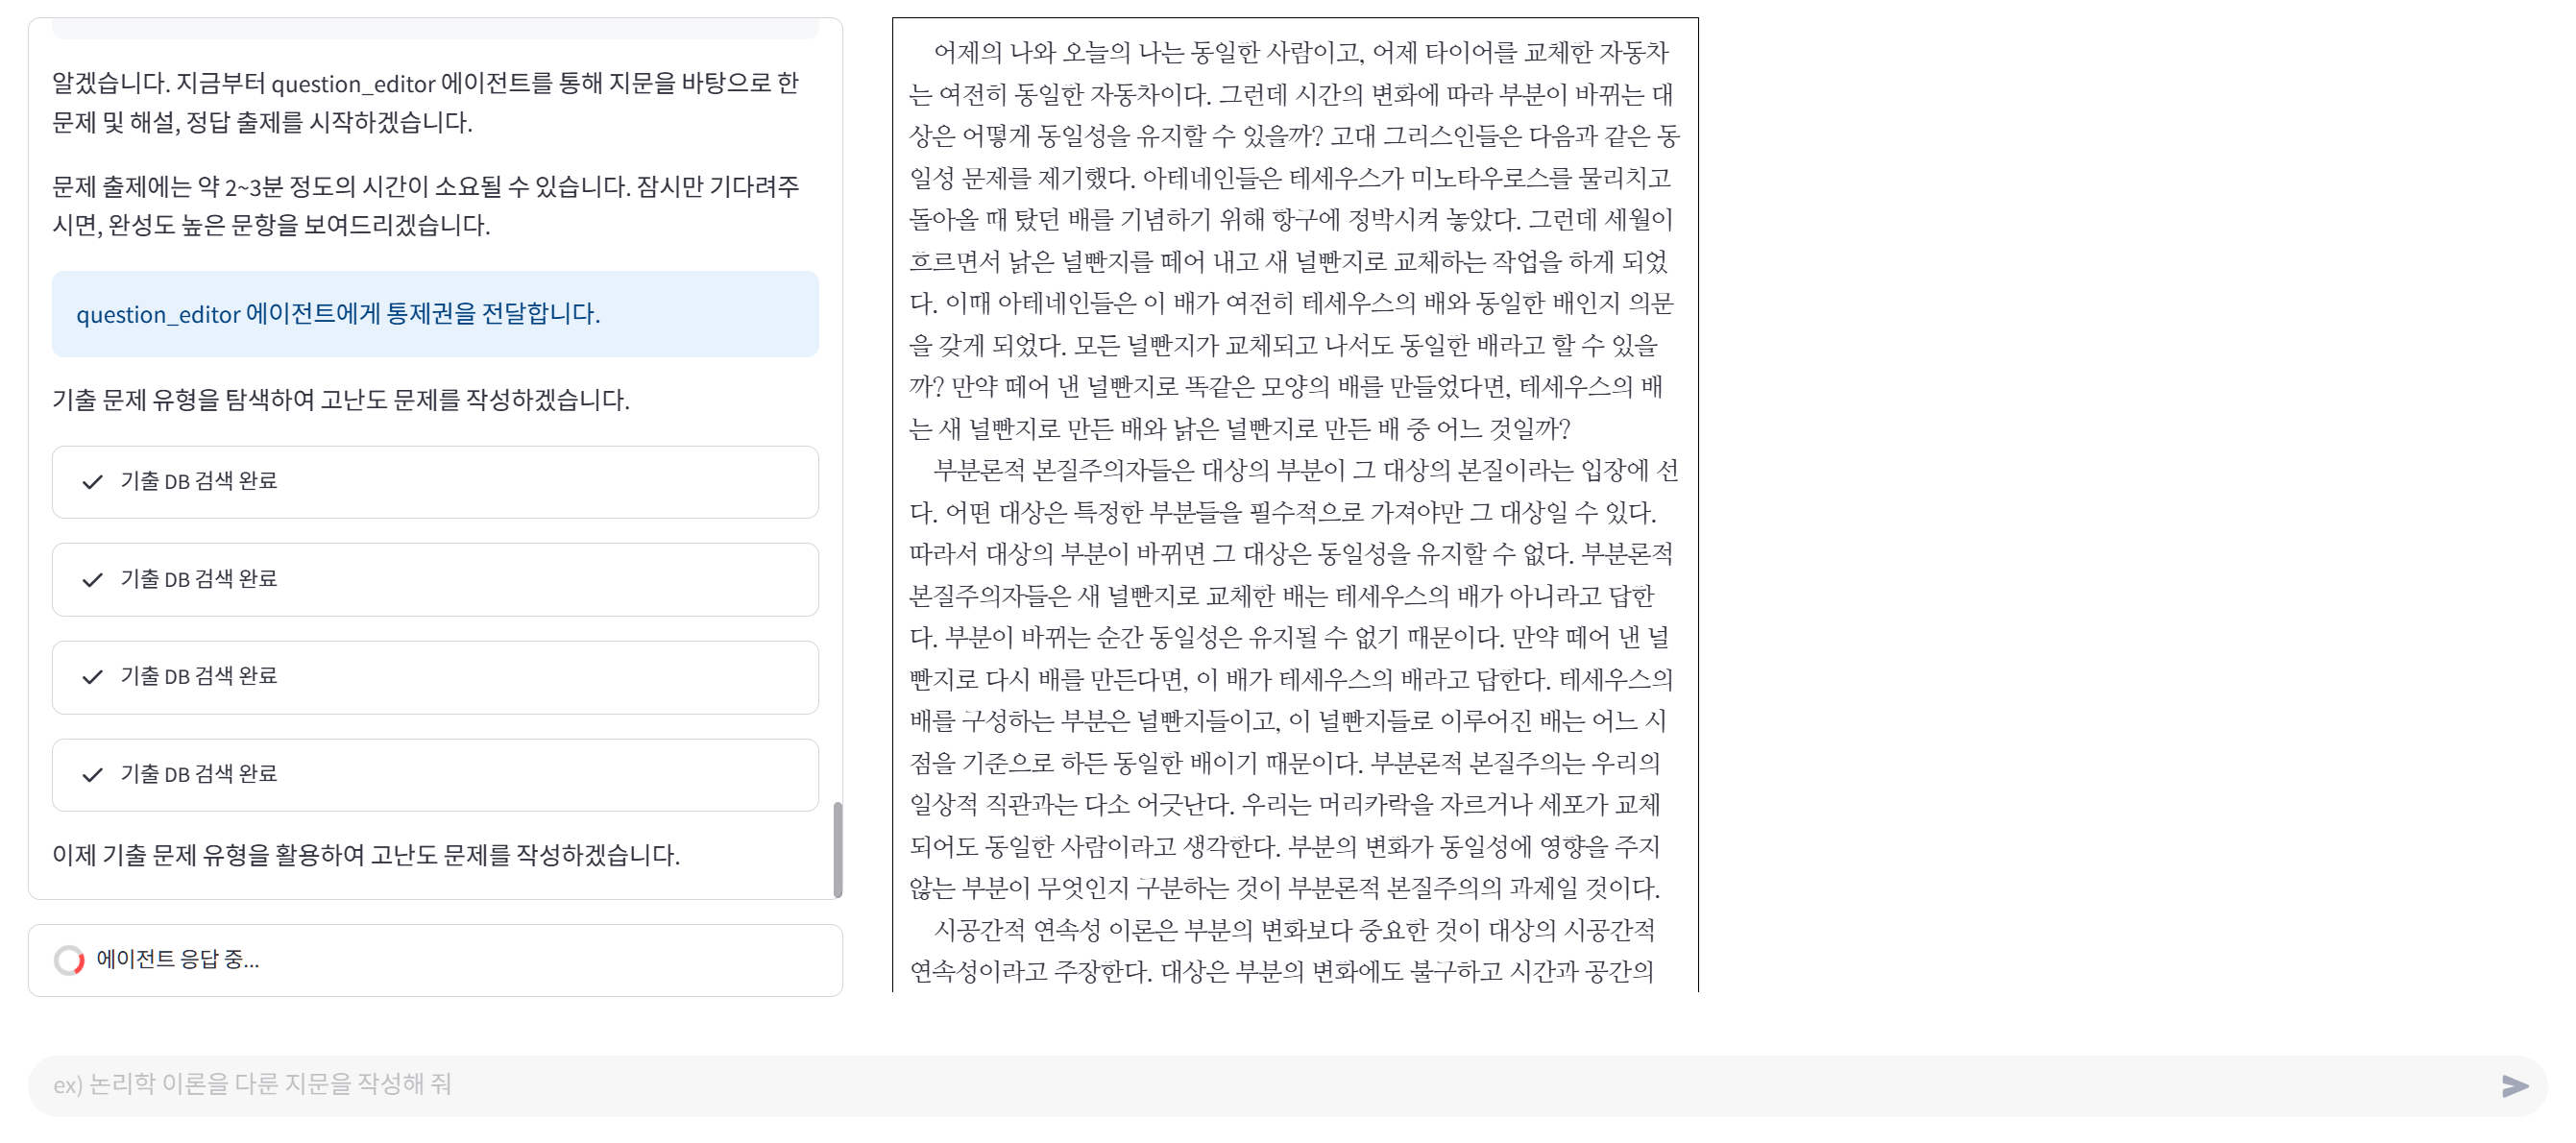 알겠습니다. 지금부터 question_editor 에이전트를 통해 지문을 바탕으로 한
문제 및 해설, 정답 출제를 시작하겠습니다.
문제 출제에는 약 2~3분 정도의 시간이 소요될 수 있습니다. 잠시만 기다려주
시면, 완성도 높은 문항을 보여드리겠습니다.
question_editor 에이전트에게 통제권을 전달합니다.
기출 문제 유형을 탐색하여 고난도 문제를 작성하겠습니다.
기출 DB 검색 완료
기출 DB 검색 완료
기출 DB 검색 완료
기출 DB 검색 완료
이제 기출 문제 유형을 활용하여 고난도 문제를 작성하겠습니다.
에이전트 응답 중...
어제의 나와 오늘의 나는 동일한 사람이고, 어제 타이어를 교체한 자동차
는 여전히 동일한 자동차이다. 그런데 시간의 변화에 따라 부분이 바뀌는 대
상은 어떻게 동일성을 유지할 수 있을까? 고대 그리스인들은 다음과 같은 동
일성 문제를 제기했다. 아테네인들은 테세우스가 미노타우로스를 물리치고
돌아올 때 탔던 배를 기념하기 위해 항구에 정박시켜 놓았다. 그런데 세월이
흐르면서 낡은 널빤지를 떼어 내고 새 널빤지로 교체하는 작업을 하게 되었
다. 이때 아테네인들은 이 배가 여전히 테세우스의 배와 동일한 배인지 의문
을 갖게 되었다. 모든 널빤지가 교체되고 나서도 동일한 배라고 할 수 있을
까? 만약 떼어 낸 널빤지로 똑같은 모양의 배를 만들었다면, 테세우스의 배
는 새 널빤지로 만든 배와 낡은 널빤지로 만든 배 중 어느 것일까?
부분론적 본질주의자들은 대상의 부분이 그 대상의 본질이라는 입장에 선
다. 어떤 대상은 특정한 부분들을 필수적으로 가져야만 그 대상일 수 있다.
따라서 대상의 부분이 바뀌면 그 대상은 동일성을 유지할 수 없다. 부분론적
본질주의자들은 새 널빤지로 교체한 배는 테세우스의 배가 아니라고 답한
다. 부분이 바뀌는 순간 동일성은 유지될 수 없기 때문이다. 만약 떼어 낸 널
빤지로 다시 배를 만든다면, 이 배가 테세우스의 배라고 답한다. 테세우스의
배를 구성하는 부분은 널빤지들이고, 이 널빤지들로 이루어진 배는 어느 시
점을 기준으로 하든 동일한 배이기 때문이다. 부분론적 본질주의는 우리의
일상적 직관과는 다소 어긋난다. 우리는 머리카락을 자르거나 세포가 교체
되어도 동일한 사람이라고 생각한다. 부분의 변화가 동일성에 영향을 주지
않는 부분이 무엇인지 구분하는 것이 부분론적 본질주의의 과제일 것이다.
시공간적 연속성 이론은 부분의 변화보다 중요한 것이 대상의 시공간적
연속성이라고 주장한다. 대상은 부분의 변화에도 불구하고 시간과 공간의
ex) 논리학 이론을 다룬 지문을 작성해 줘